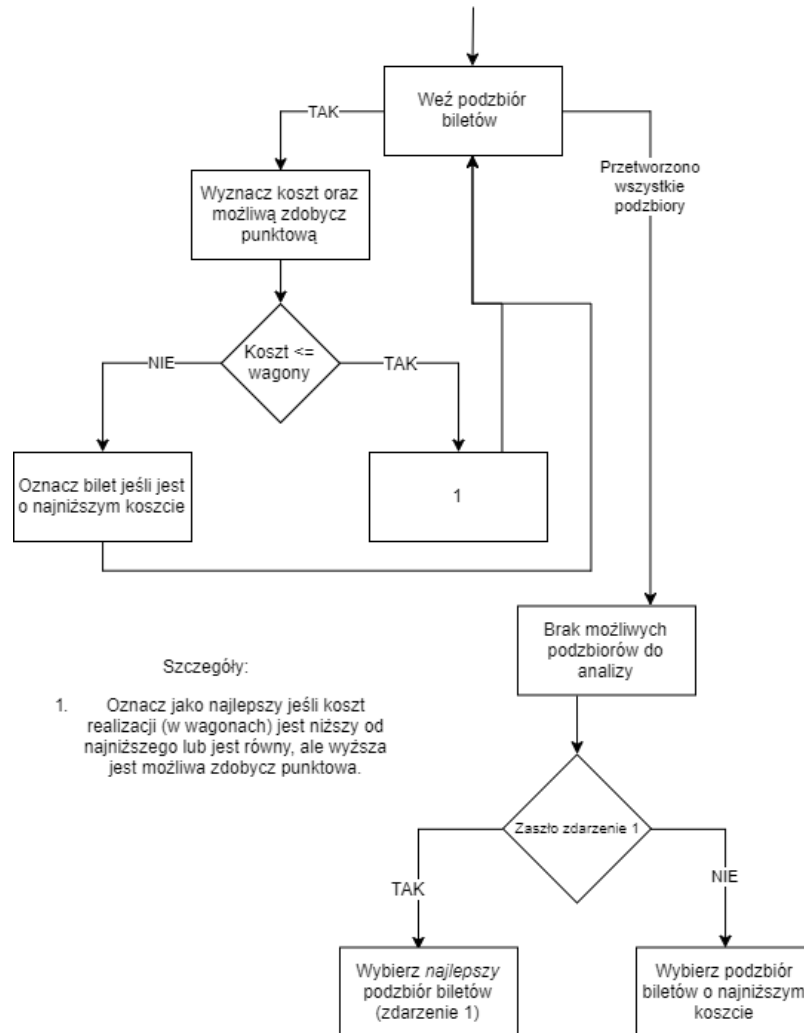 Weź podzbiór
biletów
TAK
Przetworzono
wszystkie
podzbiory
Wyznacz koszt oraz
możliwą zdobycz
punktową
Koszt <=
wagony
NIE
TAK
Oznacz bilet jeśli jest
o najniższym koszcie
1
Brak możliwych
podzbiorów do
analizy
Szczegóły:
1. Oznacz jako najlepszy jeśli koszt
realizacji (w wagonach) jest niższy od
najniższego lub jest równy, ale wyższa
jest możliwa zdobycz punktowa.
Zaszło zdarzenie 1
TAK
NIE
Wybierz najlepszy
podzbiór biletów
(zdarzenie 1)
Wybierz podzbiór
biletów o najniższym
koszcie